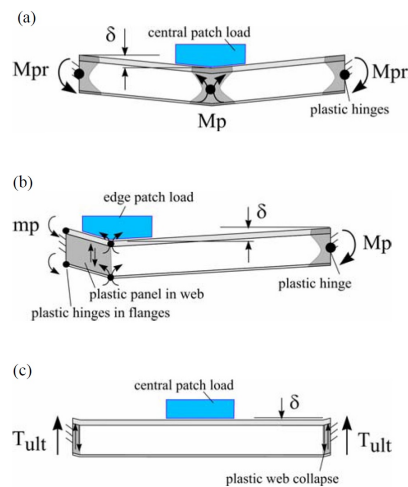 (a)
central patch load
δ
Mpr
Mpr
Mp
plastic hinges
(b)
edge patch load
mp
δ
Mp
plastic panel in web
plastic hinge
plastic hinges in flanges
(c)
central patch load
δ
Tult
Tult
plastic web collapse